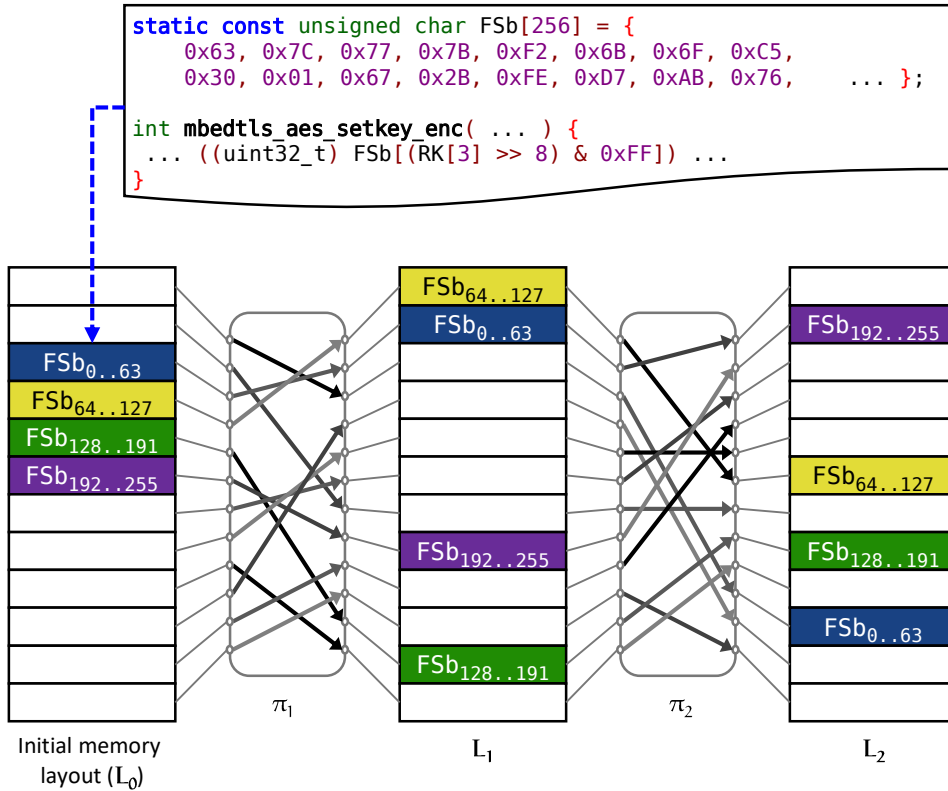 static const unsigned char FSb[256] = {
0x63, 0x7C, 0x77, 0x7B, 0xF2, 0x6B, 0x6F, 0xC5,
0x30, 0x01, 0x67, 0x2B, 0xFE, 0xD7, 0xAB, 0x76, ... };
int mbedtls_aes_setkey_enc( ... ) {
... ((uint32_t) FSb[(RK[3] >> 8) & 0xFF]) ...
}
FSb0..63
FSb64..127
FSb128..191
FSb192..255
Initial memory
layout (L0)
π1
FSb64..127
FSb0..63
FSb192..255
FSb128..191
L1
π2
FSb192..255
FSb64..127
FSb128..191
FSb0..63
L2